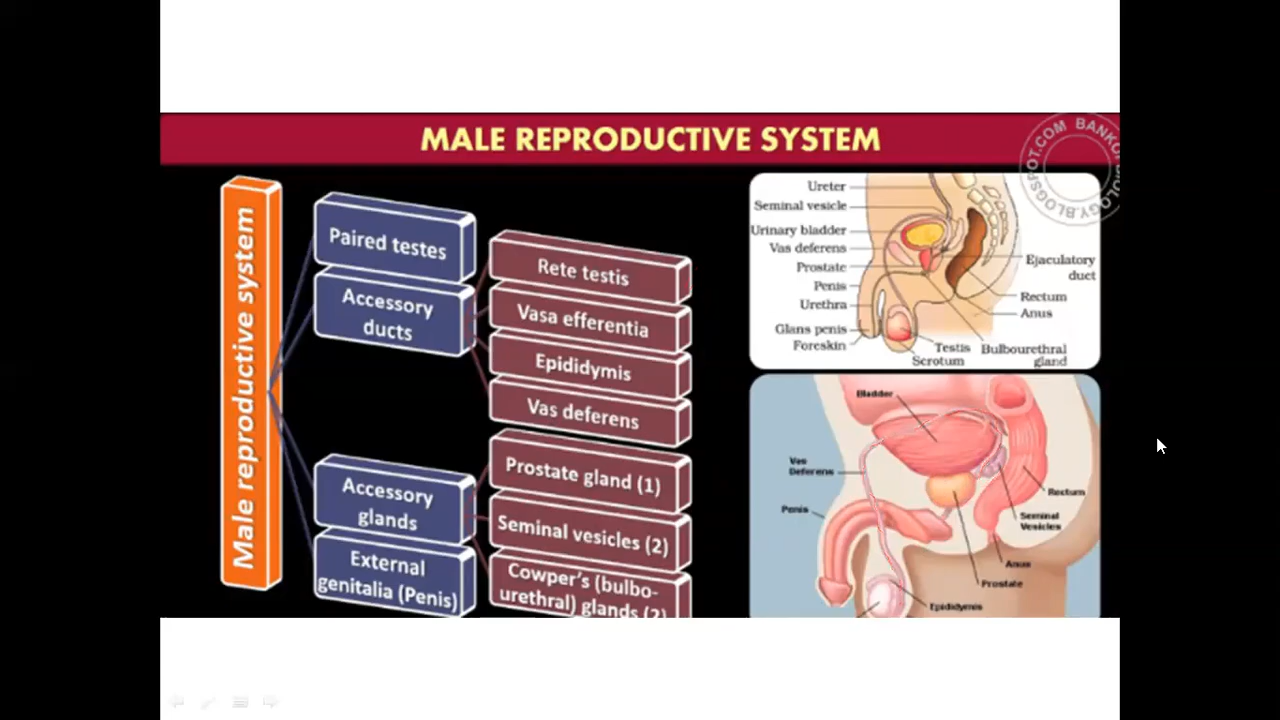 MALE REPRODUCTIVE SYSTEM
Male reproductive system
Paired testes
Accessory
ducts
Accessory
glands
External
genitalia (Penis)
Rete testis
Vasa efferentia
Epididymis
Vas deferens
Prostate gland (1)
Seminal vesicles (2)
Cowper's (bulbo-
urethral) glands (2)
Ureter
Seminal vesicle
Urinary bladder
Vas deferens
Prostate
Penis
Urethra
Glans penis
Foreskin
Ejaculatory
duct
Rectum
Anus
Testis
Scrotum
Bulbourethral
gland
Bladder
Vas
Deferens
Penis
Rectum
Seminal
Vesicles
Anus
Prostate
Epididymis